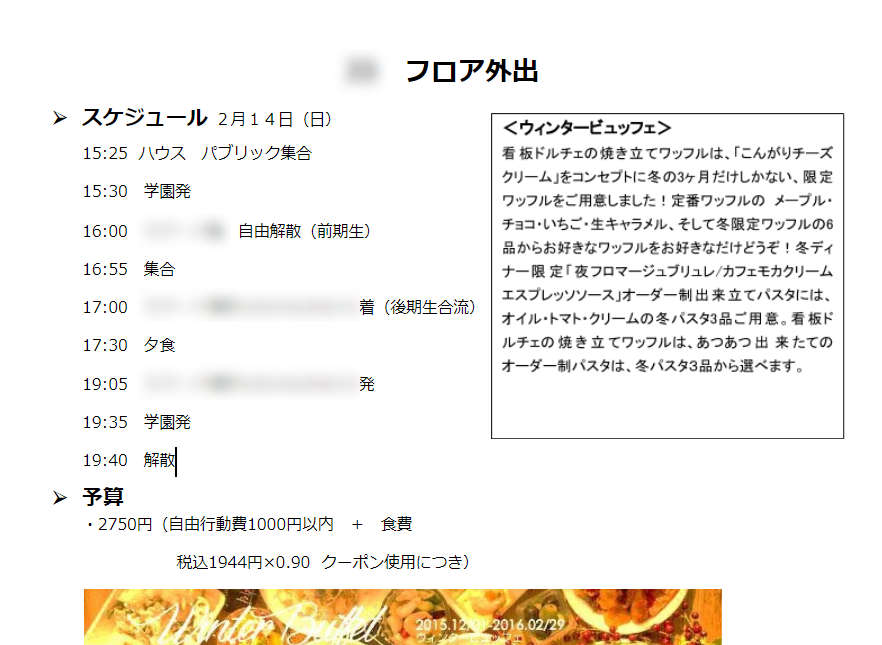 フロア外出
スケジュール 2月14日（日）
15:25 ハウス パブリック集合
15:30 学園発
16:00 自由解散（前期生）
16:55 集合
17:00 着（後期生合流）
17:30 夕食
19:05 発
19:35 学園発
19:40 解散
予算
・2750円（自由行動費1000円以内 ＋ 食費
税込1944円×0.90 クーポン使用につき）
＜ウィンタービュッフェ＞
看板ドルチェの焼き立てワッフルは、「こんがりチーズ
クリーム」をコンセプトに冬の3ヶ月だけしかない、限定
ワッフルをご用意しました！定番ワッフルの メープル・
チョコ・いちご・生キャラメル、そして冬限定ワッフルの6
品からお好きなワッフルをお好きなだけどうぞ！冬ディ
ナー限定「夜フロマージュブリュレ/カフェモカクリーム
エスプレッソソース」オーダー制出来立てパスタには、
オイル・トマト・クリームの冬パスタ3品ご用意。看板ド
ルチェの焼き立てワッフルは、あつあつ出来たての
オーダー制パスタは、冬パスタ3品から選べます。
Winter Buffet
2015.12/01-2016.02/29
ウィンタービュッフェ